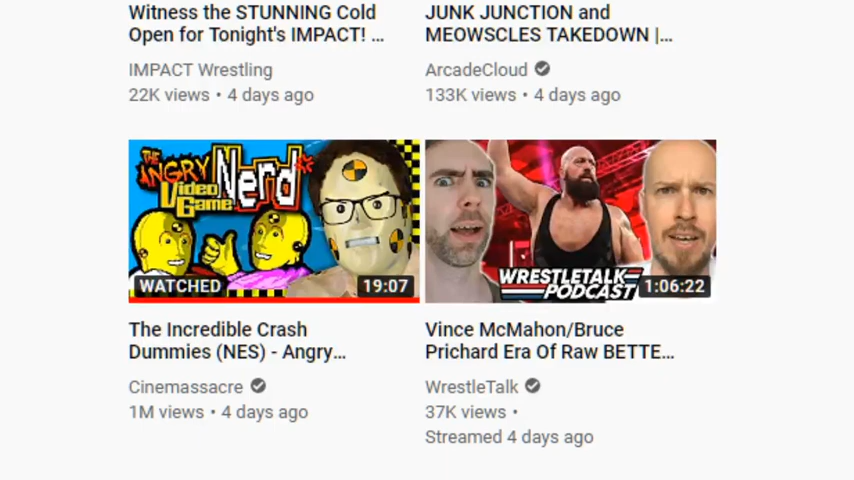 Witness the STUNNING Cold
Open for Tonight's IMPACT! ...
IMPACT Wrestling
22K views • 4 days ago
JUNK JUNCTION and
MEOWSCLES TAKEDOWN |...
ArcadeCloud
133K views • 4 days ago
THE
ANGRY
Video
Game
Nerd
WATCHED
19:07
WRESTLETALK
PODCAST
1:06:22
The Incredible Crash
Dummies (NES) - Angry...
Cinemassacre
1M views • 4 days ago
Vince McMahon/Bruce
Prichard Era Of Raw BETTE...
WrestleTalk
37K views •
Streamed 4 days ago